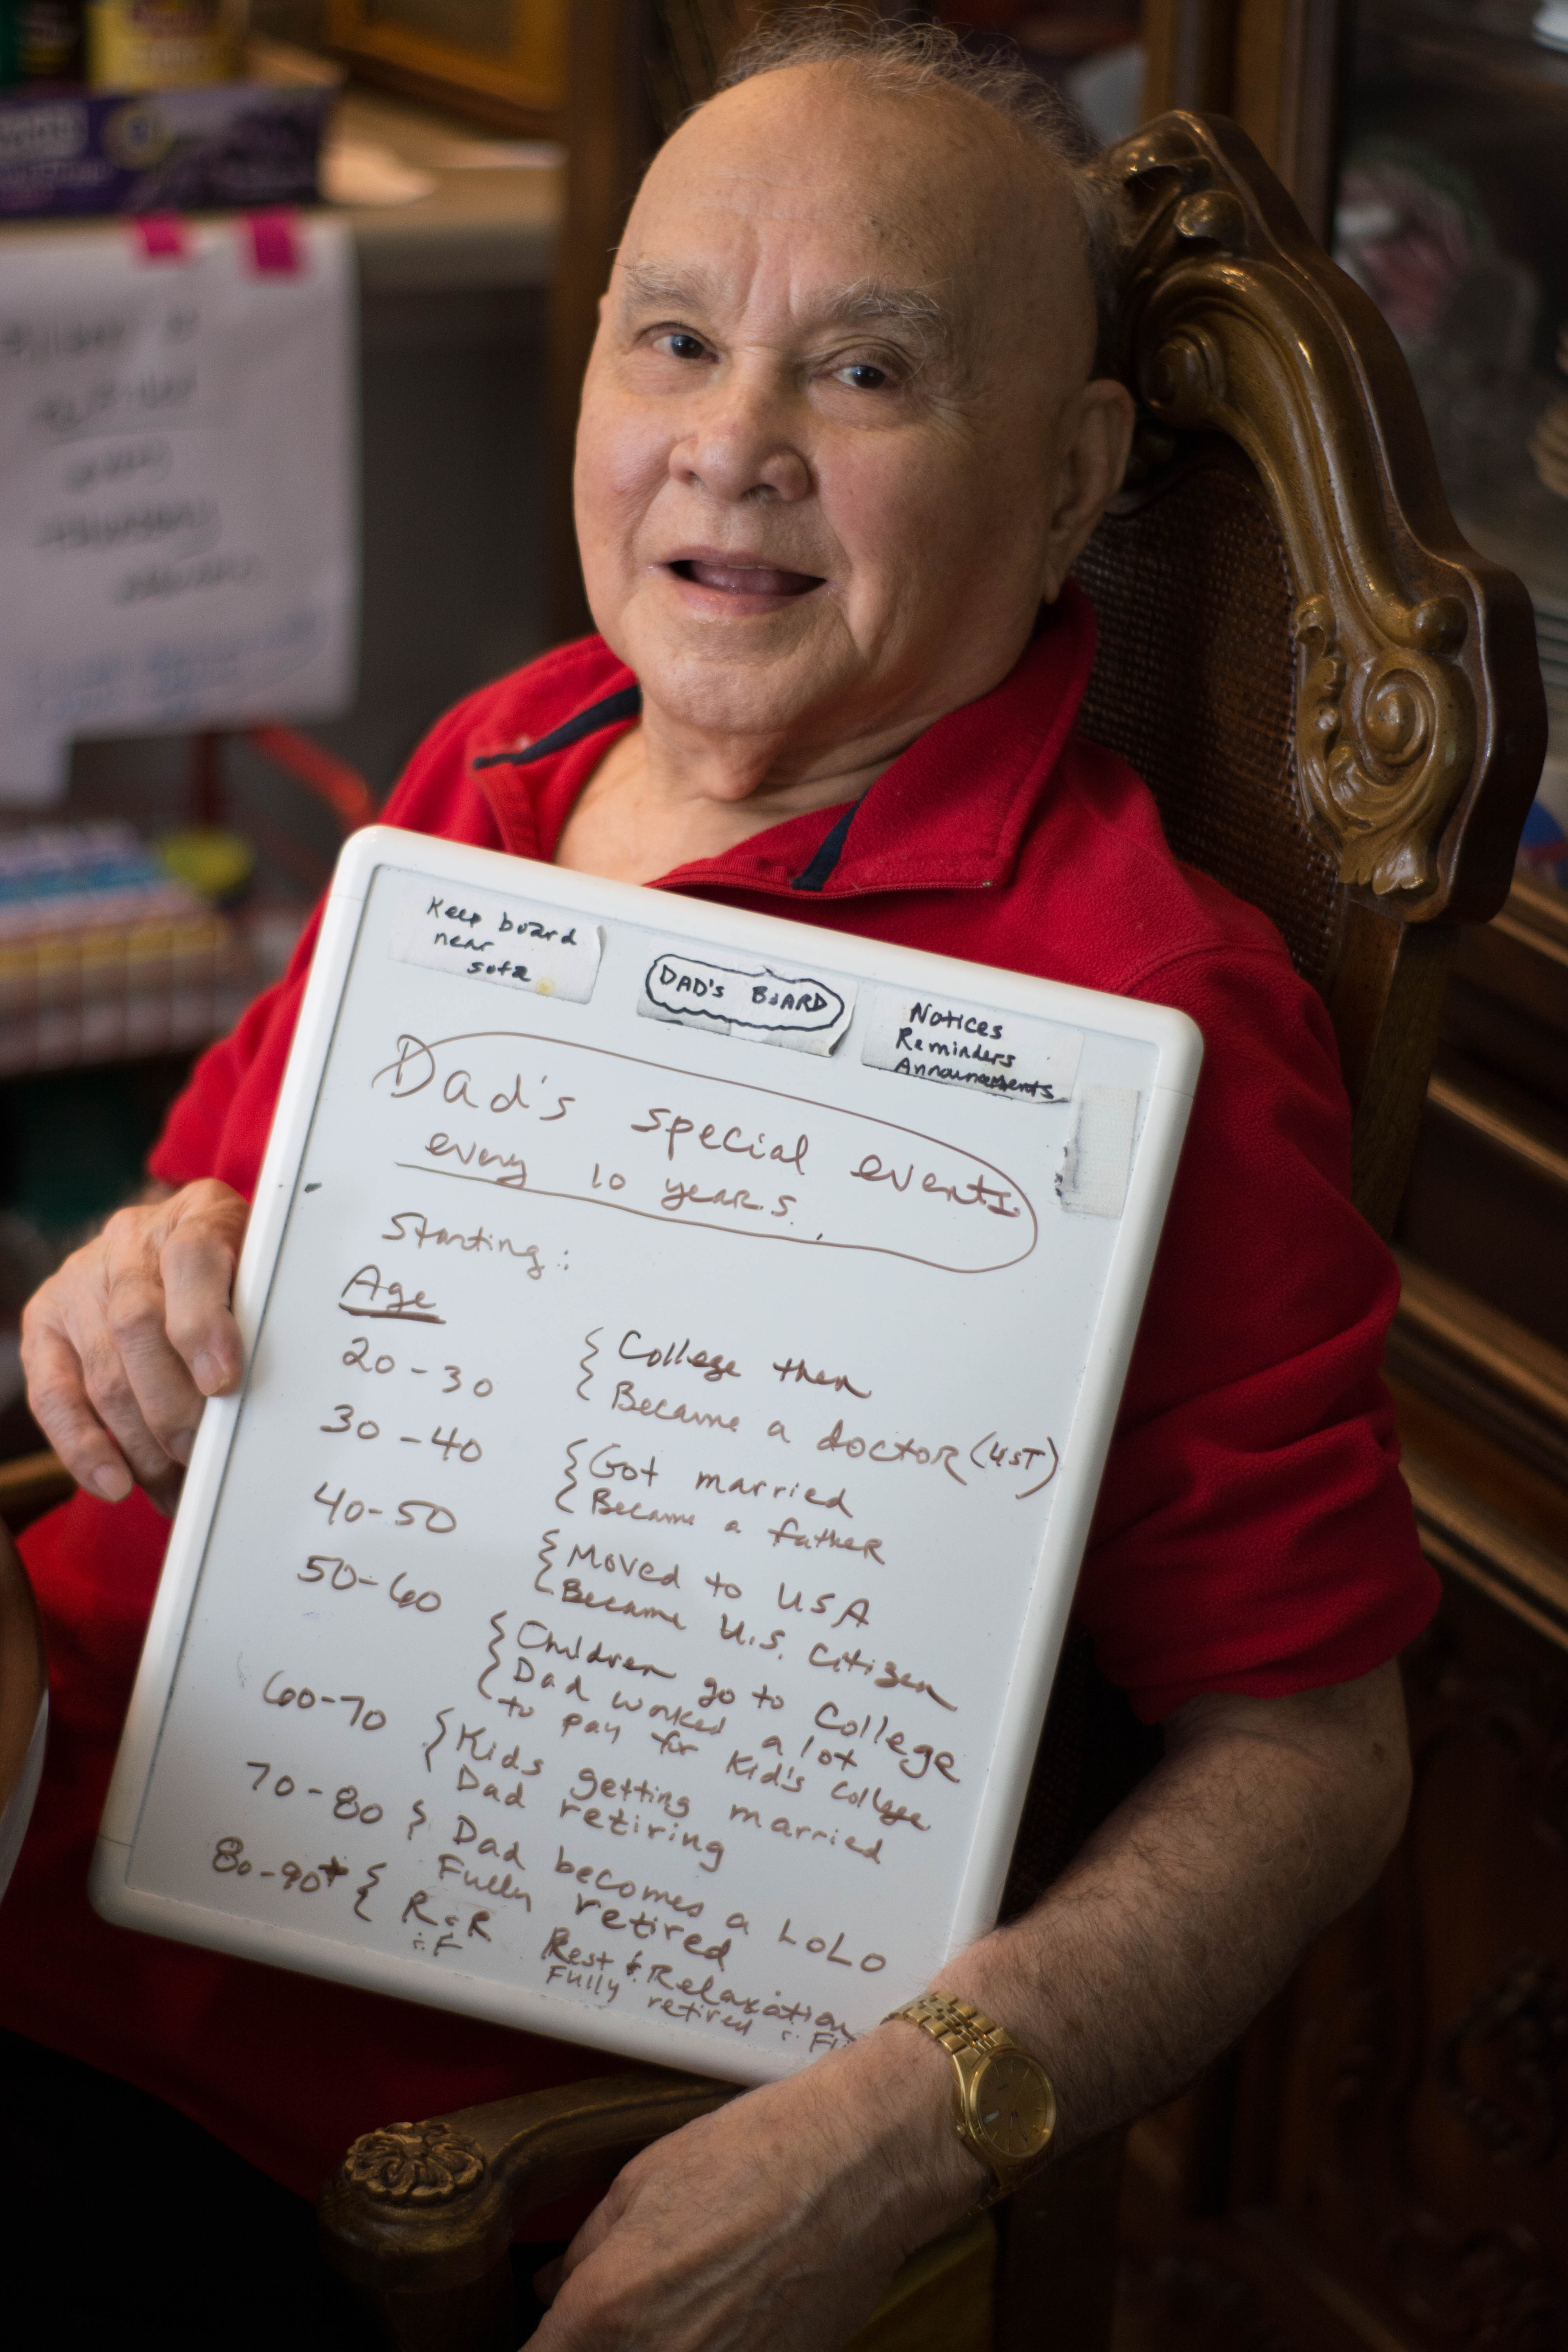 Keep board
near
sofa
DAD'S BOARD
Notices
Reminders
Announcements
Dad's special events
every 10 years.
Starting:
Age
20-30
College then
Became a doctor (UST)
30-40
Got married
Became a father
40-50
Moved to USA
Became U.S. Citizen
50-60
Children go to College
Dad worked a lot
to pay for Kid's College
60-70
Kids getting married
Dad retiring
70-80
Dad becomes a LoLo
Fully retired
80-90+
R & R
Rest & Relaxation
Fully retired